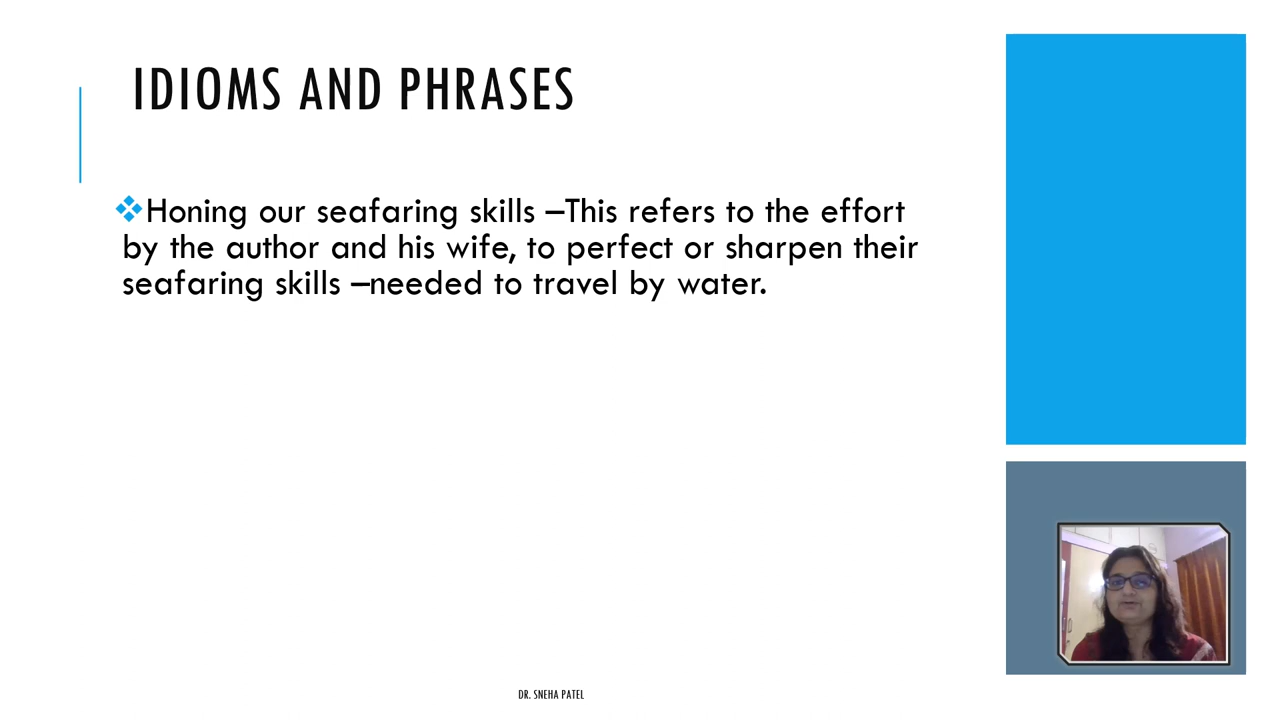 IDIOMS AND PHRASES
❖Honing our seafaring skills –This refers to the effort
by the author and his wife, to perfect or sharpen their
seafaring skills –needed to travel by water.
DR. SNEHA PATEL